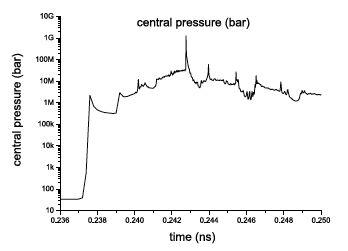 central pressure (bar)
10G
1G
100M
10M
1M
100k
10k
1k
100
10
central pressure (bar)
0.236
0.237
0.240
0.242
0.244
0.246
0.248
0.250
time (ns)